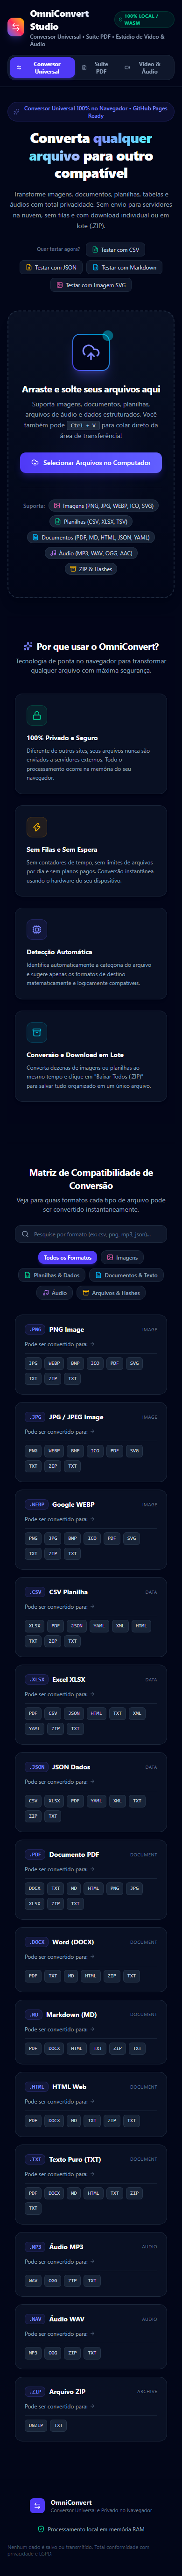 OmniConvert
Studio
100% LOCAL /
WASM
Conversor Universal • Suite PDF • Estúdio de Vídeo &
Áudio
Conversor
Universal
Suite
PDF
Vídeo &
Áudio
Conversor Universal 100% no Navegador • GitHub Pages
Ready
Converta qualquer
arquivo para outro
compatível
Transforme imagens, documentos, planilhas, tabelas e
áudios com total privacidade. Sem envio para servidores
na nuvem, sem filas e com download individual ou em
lote (.ZIP).
Quer testar agora?
Testar com CSV
Testar com JSON
Testar com Markdown
Testar com Imagem SVG
Arraste e solte seus arquivos aqui
Suporta imagens, documentos, planilhas,
arquivos de áudio e dados estruturados. Você
também pode Ctrl + V para colar direto da
área de transferência!
Selecionar Arquivos no Computador
Suporta:
Imagens (PNG, JPG, WEBP, ICO, SVG)
Planilhas (CSV, XLSX, TSV)
Documentos (PDF, MD, HTML, JSON, YAML)
Áudio (MP3, WAV, OGG, AAC)
ZIP & Hashes
Por que usar o OmniConvert?
Tecnologia de ponta no navegador para transformar
qualquer arquivo com máxima segurança.
100% Privado e Seguro
Diferente de outros sites, seus arquivos nunca são
enviados a servidores externos. Todo o
processamento ocorre na memória do seu
navegador.
Sem Filas e Sem Espera
Sem contadores de tempo, sem limites de arquivos
por dia e sem planos pagos. Conversão instantânea
usando o hardware do seu dispositivo.
Detecção Automática
Identifica automaticamente a categoria do arquivo
e sugere apenas os formatos de destino
matematicamente e logicamente compatíveis.
Conversão e Download em Lote
Converta dezenas de imagens ou planilhas ao
mesmo tempo e clique em "Baixar Todos (.ZIP)"
para salvar tudo organizado em um único arquivo.
Matriz de Compatibilidade de
Conversão
Veja para quais formatos cada tipo de arquivo pode
ser convertido instantaneamente.
Pesquise por formato (ex: csv, png, mp3, json)...
Todos os Formatos
Imagens
Planilhas & Dados
Documentos & Texto
Áudio
Arquivos & Hashes
.PNG PNG Image IMAGE
Pode ser convertido para:
JPG WEBP BMP ICO PDF SVG
TXT ZIP TXT
.JPG JPG / JPEG Image IMAGE
Pode ser convertido para:
PNG WEBP BMP ICO PDF SVG
TXT ZIP TXT
.WEBP Google WEBP IMAGE
Pode ser convertido para:
PNG JPG BMP ICO PDF SVG
TXT ZIP TXT
.CSV CSV Planilha DATA
Pode ser convertido para:
XLSX PDF JSON YAML XML HTML
TXT ZIP TXT
.XLSX Excel XLSX DATA
Pode ser convertido para:
PDF CSV JSON HTML TXT XML
YAML ZIP TXT
.JSON JSON Dados DATA
Pode ser convertido para:
CSV XLSX PDF YAML XML TXT
ZIP TXT
.PDF Documento PDF DOCUMENT
Pode ser convertido para:
DOCX TXT MD HTML PNG JPG
XLSX ZIP TXT
.DOCX Word (DOCX) DOCUMENT
Pode ser convertido para:
PDF TXT MD HTML ZIP TXT
.MD Markdown (MD) DOCUMENT
Pode ser convertido para:
PDF DOCX HTML TXT ZIP TXT
.HTML HTML Web DOCUMENT
Pode ser convertido para:
PDF DOCX MD TXT ZIP TXT
.TXT Texto Puro (TXT) DOCUMENT
Pode ser convertido para:
PDF DOCX MD HTML TXT ZIP
TXT
.MP3 Áudio MP3 AUDIO
Pode ser convertido para:
WAV OGG ZIP TXT
.WAV Áudio WAV AUDIO
Pode ser convertido para:
MP3 OGG ZIP TXT
.ZIP Arquivo ZIP ARCHIVE
Pode ser convertido para:
UNZIP TXT
OmniConvert
Conversor Universal e Privado no Navegador
Processamento local em memória RAM
Nenhum dado é salvo ou transmitido. Total conformidade com
privacidade e LGPD.